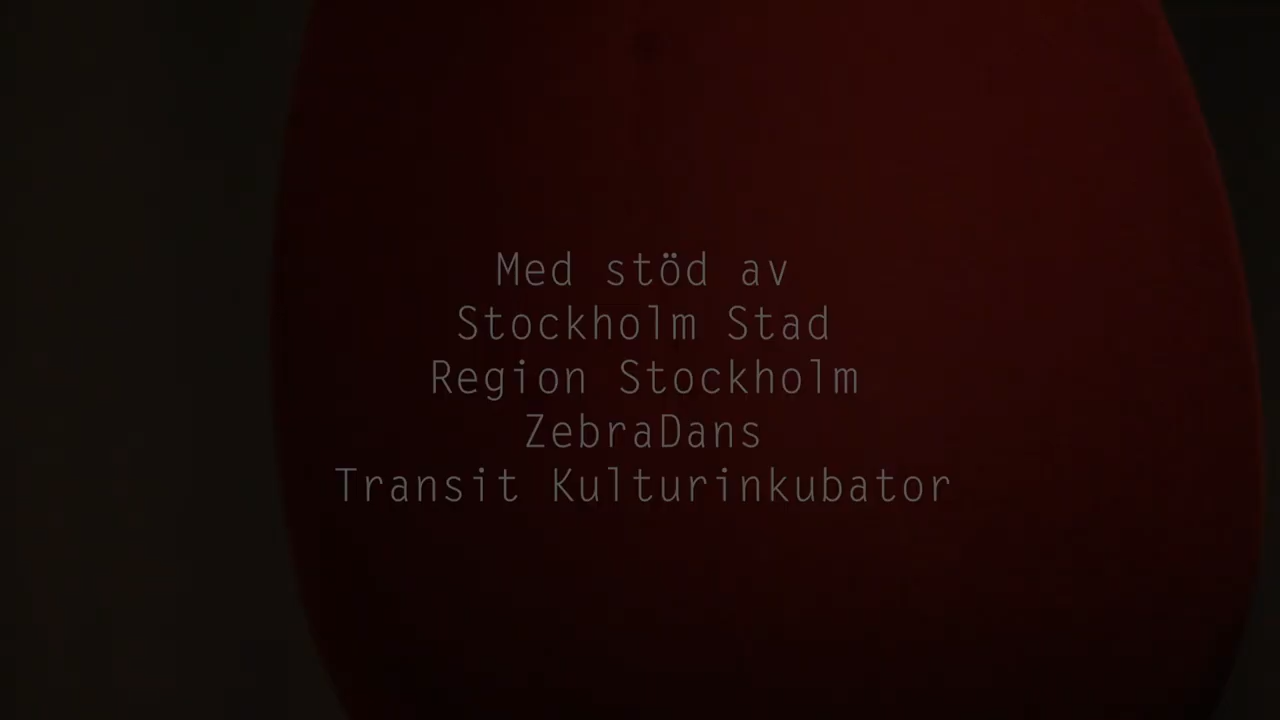 Med stöd av
Stockholm Stad
Region Stockholm
ZebraDans
Transit Kulturinkubator